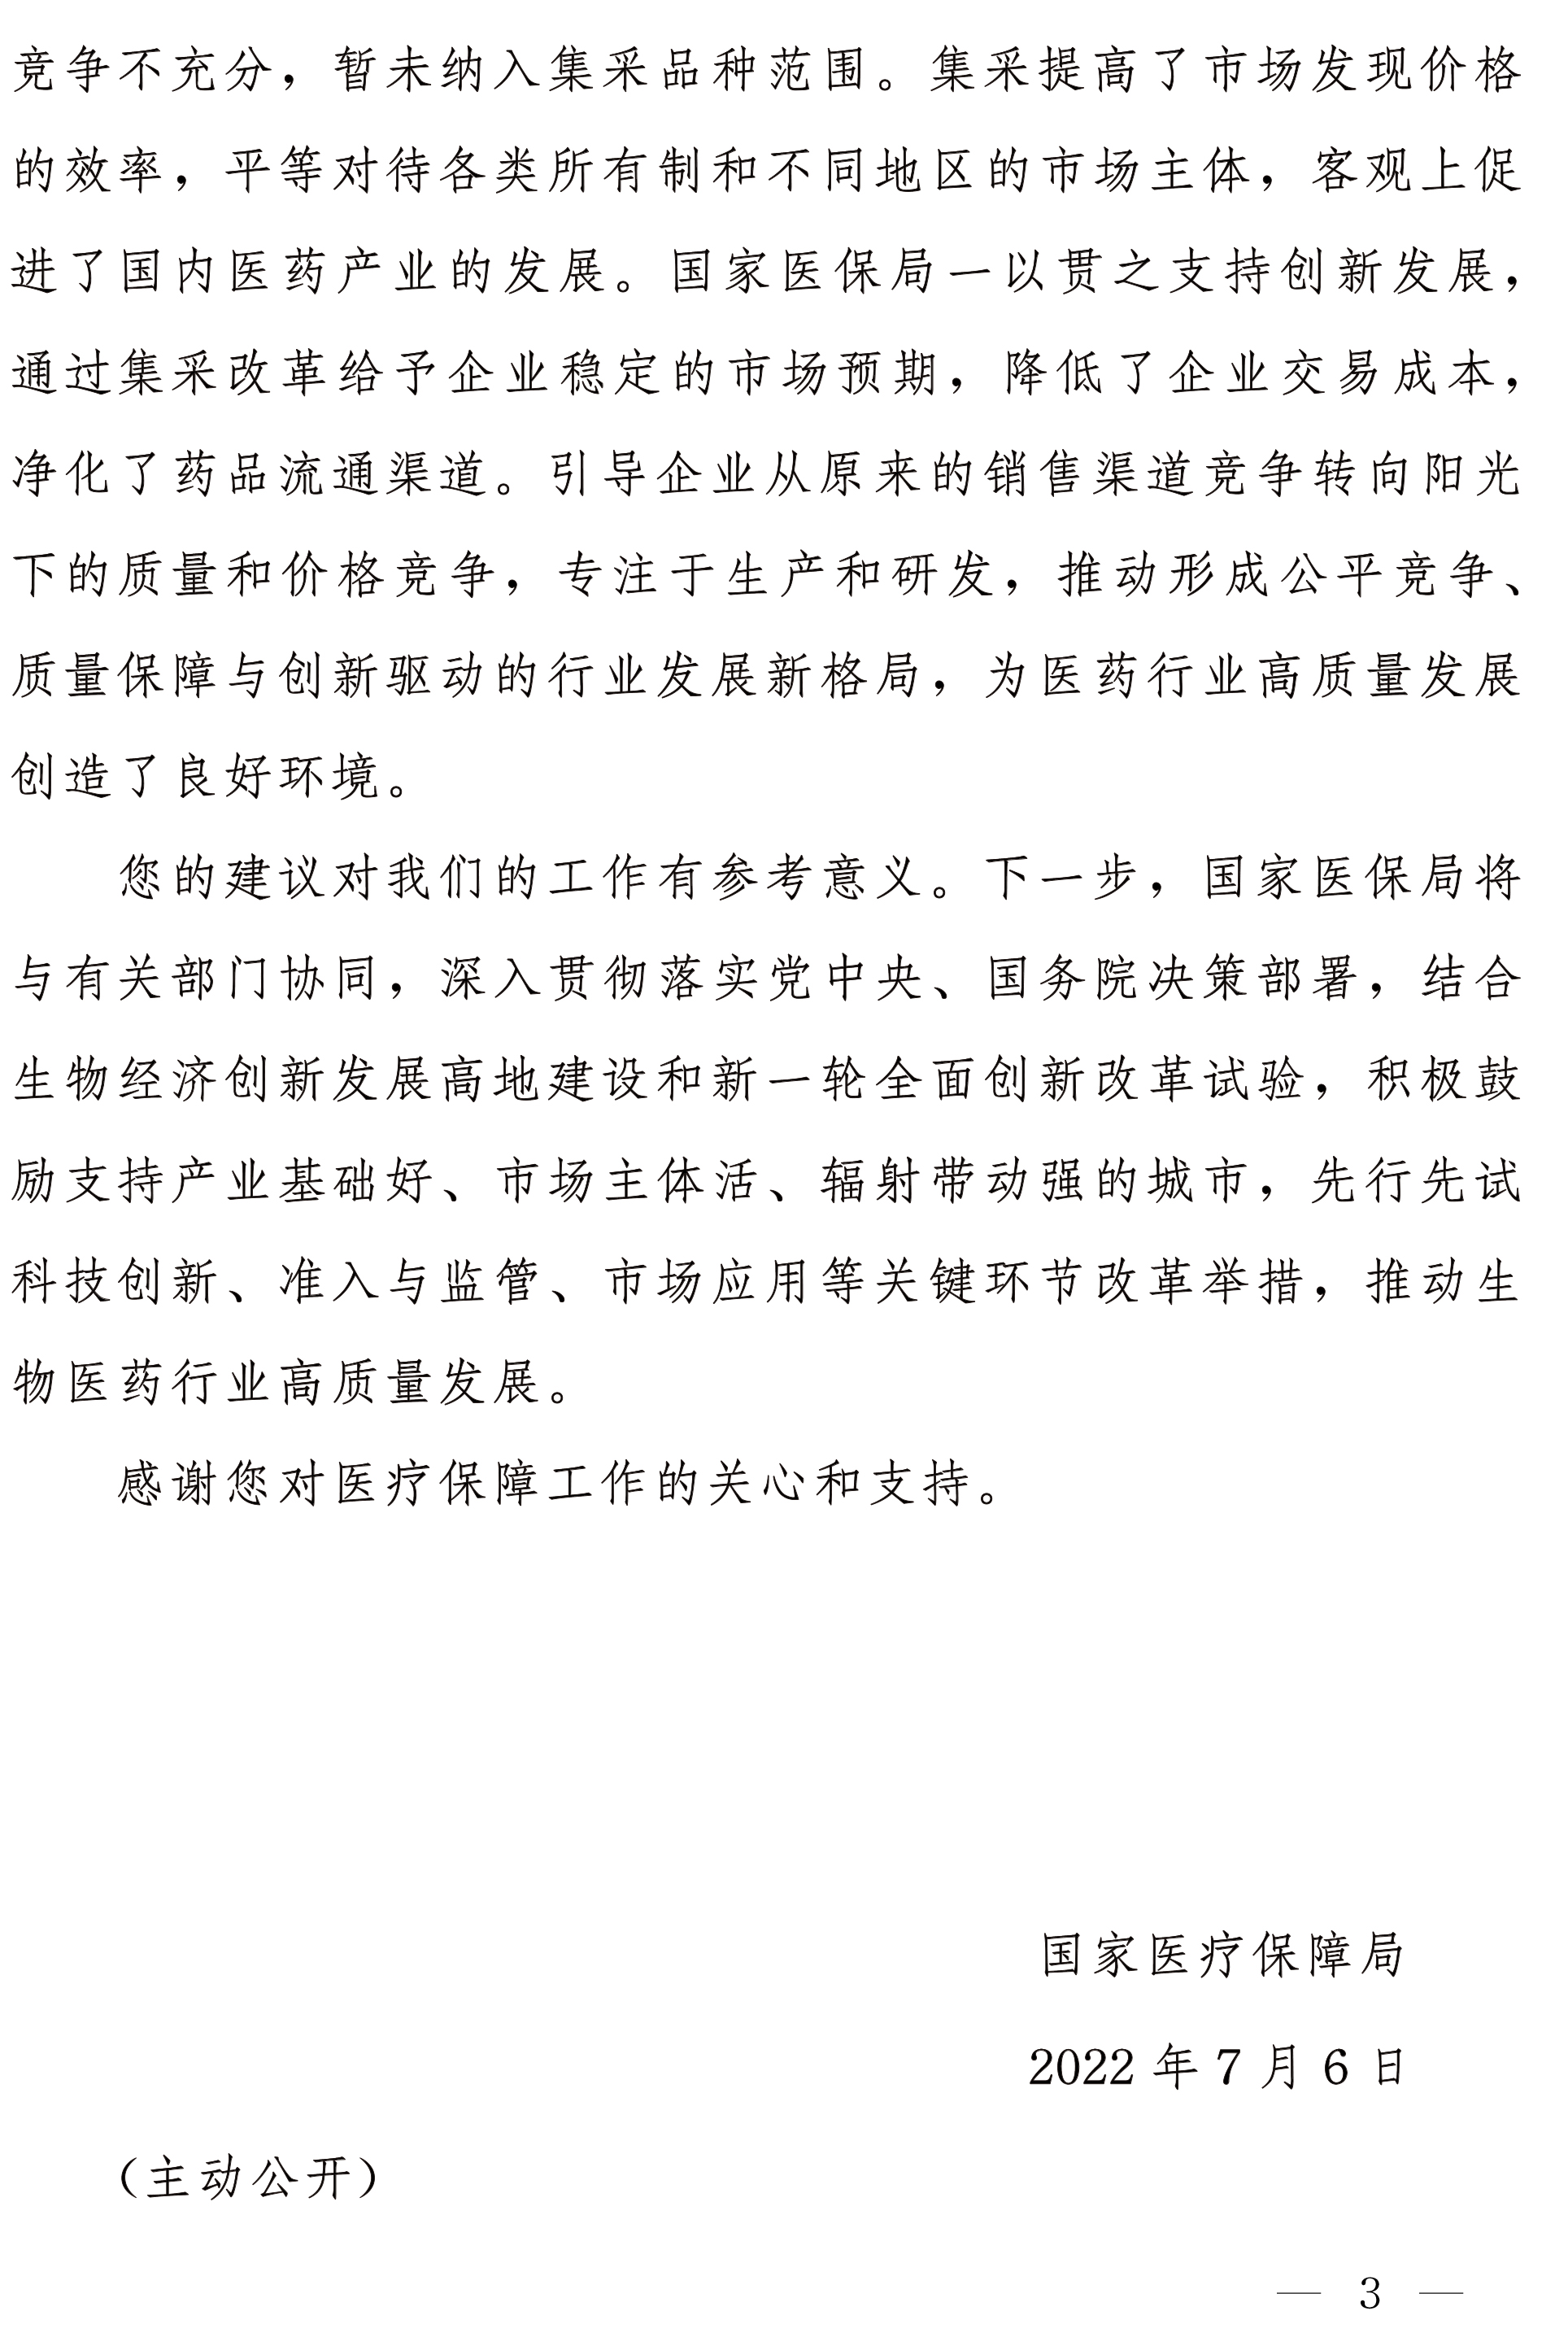 竞争不充分，暂未纳入集采品种范围。集采提高了市场发现价格
的效率，平等对待各类所有制和不同地区的市场主体，客观上促
进了国内医药产业的发展。国家医保局一以贯之支持创新发展，
通过集采改革给予企业稳定的市场预期，降低了企业交易成本，
净化了药品流通渠道。引导企业从原来的销售渠道竞争转向阳光
下的质量和价格竞争，专注于生产和研发，推动形成公平竞争、
质量保障与创新驱动的行业发展新格局，为医药行业高质量发展
创造了良好环境。
您的建议对我们的工作有参考意义。下一步，国家医保局将
与有关部门协同，深入贯彻落实党中央、国务院决策部署，结合
生物经济创新发展高地建设和新一轮全面创新改革试验，积极鼓
励支持产业基础好、市场主体活、辐射带动强的城市，先行先试
科技创新、准入与监管、市场应用等关键环节改革举措，推动生
物医药行业高质量发展。
感谢您对医疗保障工作的关心和支持。
国家医疗保障局
2022 年 7 月 6 日
（主动公开）
— 3 —